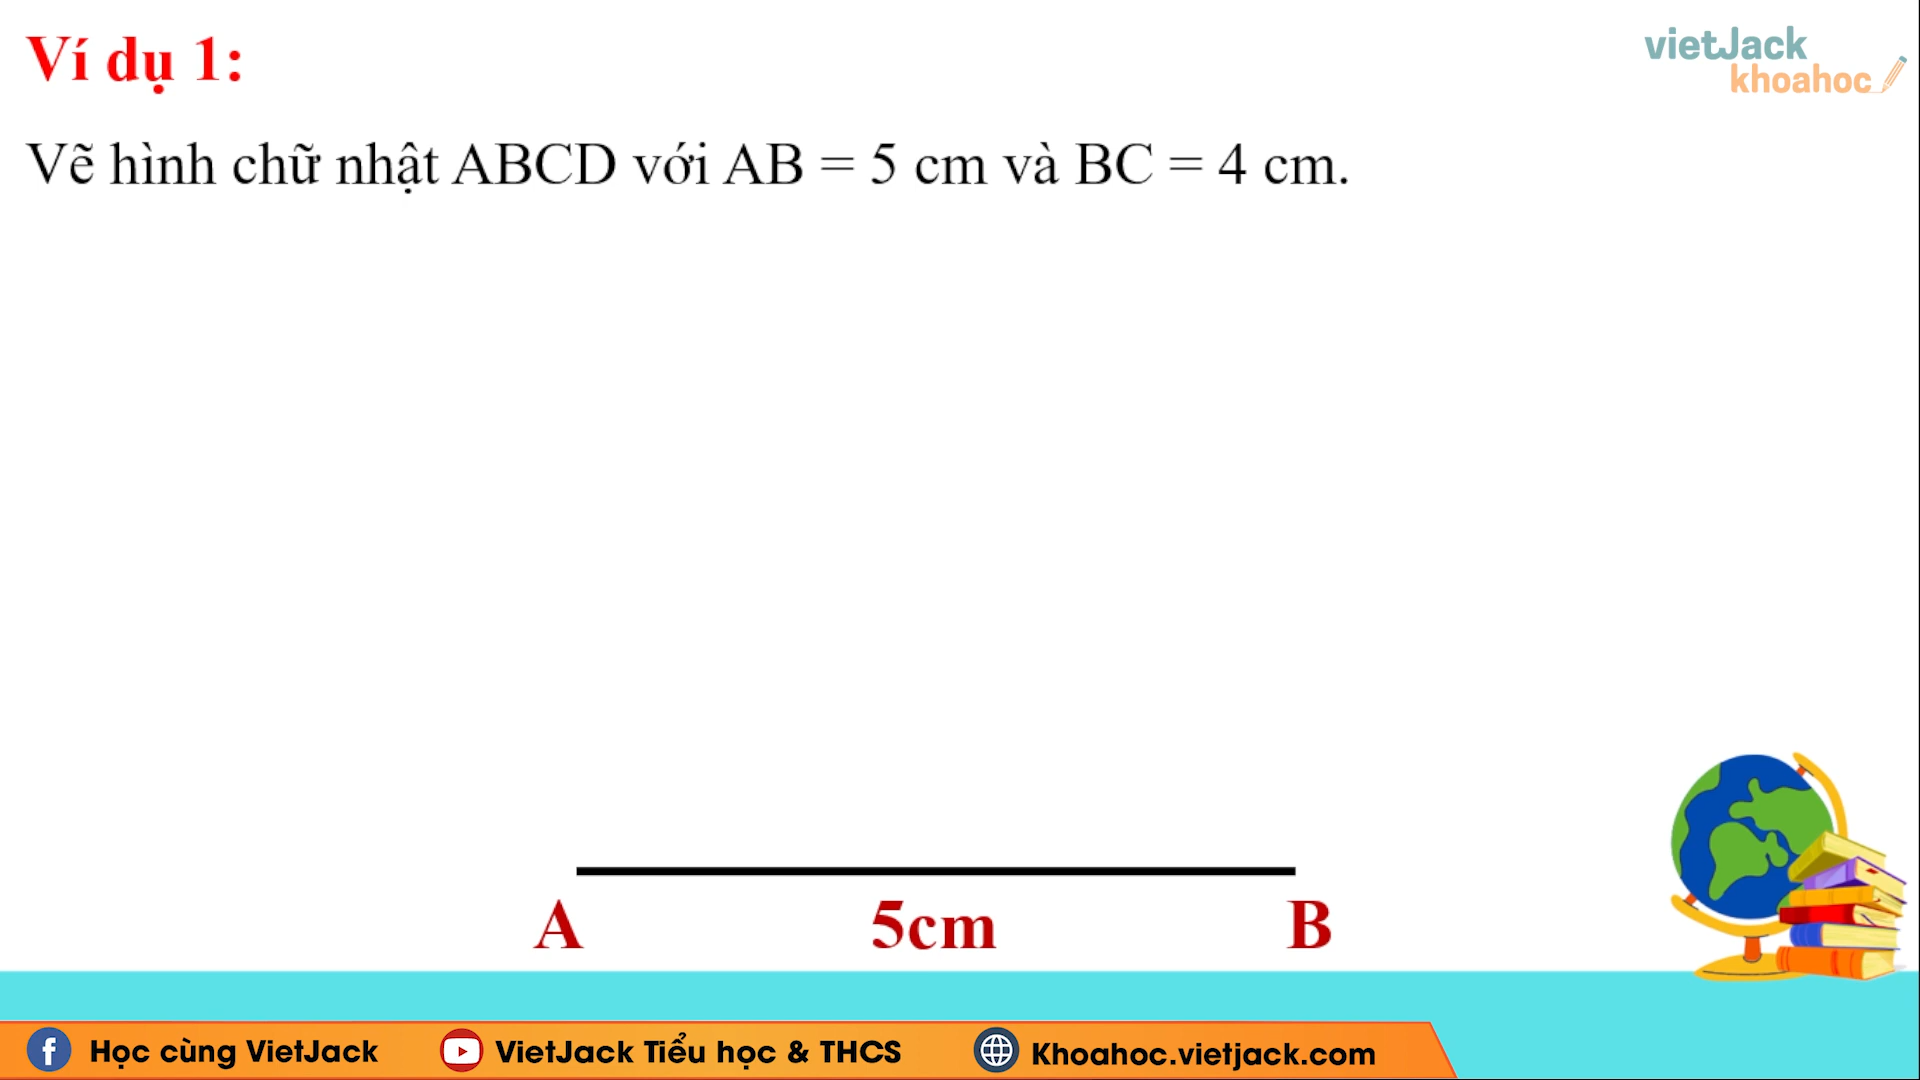 Ví dụ 1:
vietJack
khoahoc
Vẽ hình chữ nhật ABCD với AB = 5 cm và BC = 4 cm.
A 5cm B
Học cùng VietJack VietJack Tiểu học & THCS Khoahoc.vietjack.com